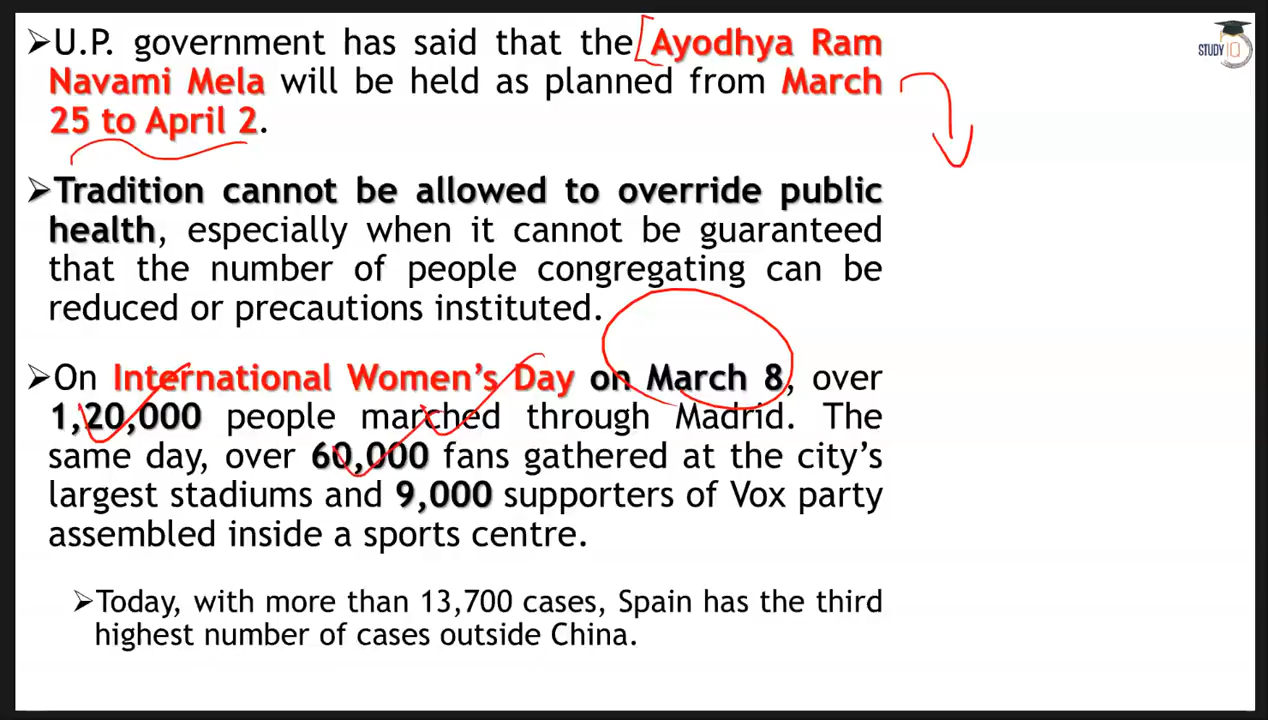 ➢U.P. government has said that the Ayodhya Ram
Navami Mela will be held as planned from March
25 to April 2.
➢Tradition cannot be allowed to override public
health, especially when it cannot be guaranteed
that the number of people congregating can be
reduced or precautions instituted.
➢On International Women's Day on March 8, over
1,20,000 people marched through Madrid. The
same day, over 60,000 fans gathered at the city's
largest stadiums and 9,000 supporters of Vox party
assembled inside a sports centre.
➢Today, with more than 13,700 cases, Spain has the third
highest number of cases outside China.
STUDY IQ